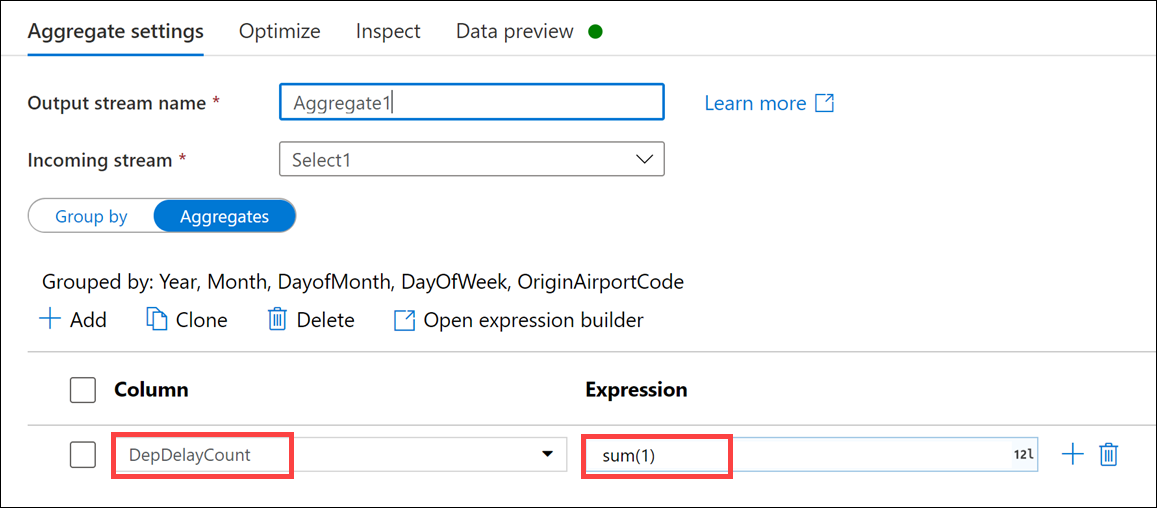 Aggregate settings Optimize Inspect Data preview
Output stream name * Aggregate1 Learn more
Incoming stream * Select1
Group by Aggregates
Grouped by: Year, Month, DayofMonth, DayOfWeek, OriginAirportCode
Add Clone Delete Open expression builder
Column Expression
DepDelayCount sum(1) 12l